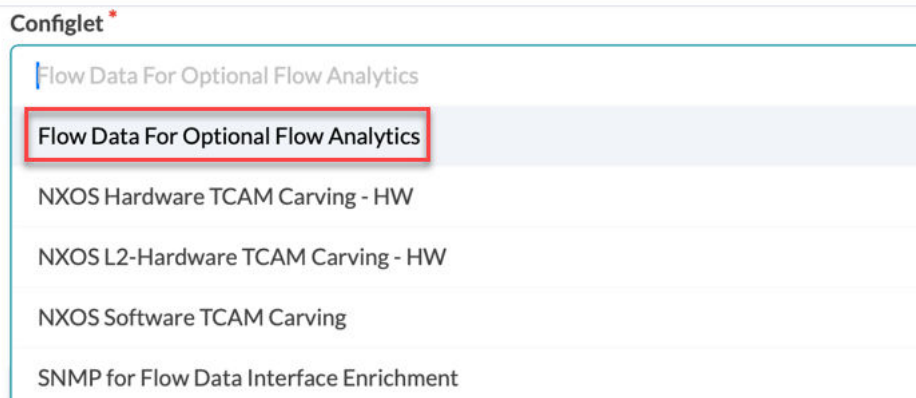 Configlet *
Flow Data For Optional Flow Analytics
Flow Data For Optional Flow Analytics
NXOS Hardware TCAM Carving - HW
NXOS L2-Hardware TCAM Carving - HW
NXOS Software TCAM Carving
SNMP for Flow Data Interface Enrichment